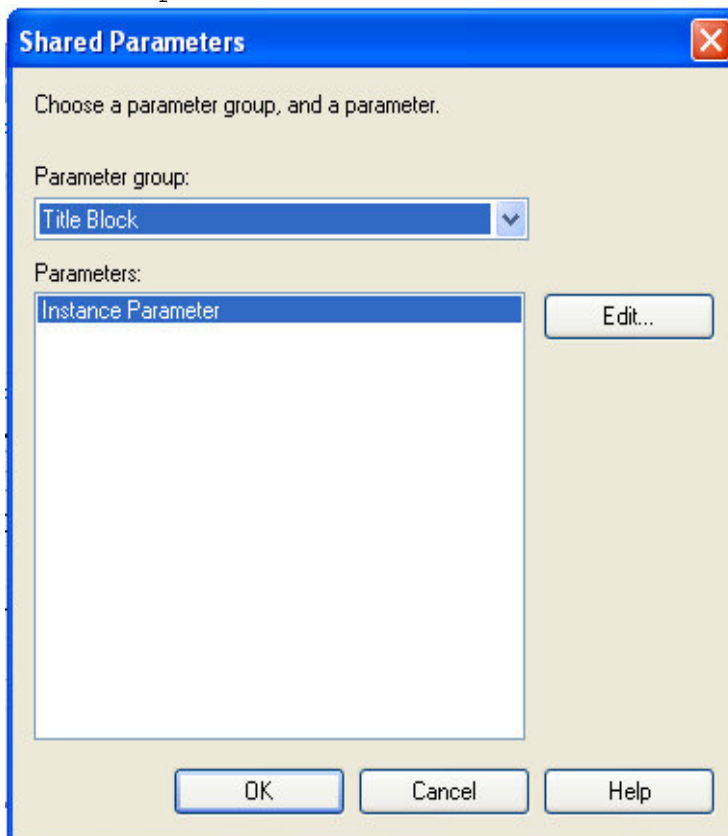 Shared Parameters
Choose a parameter group, and a parameter.
Parameter group:
Title Block
Parameters:
Instance Parameter
Edit...
OK
Cancel
Help